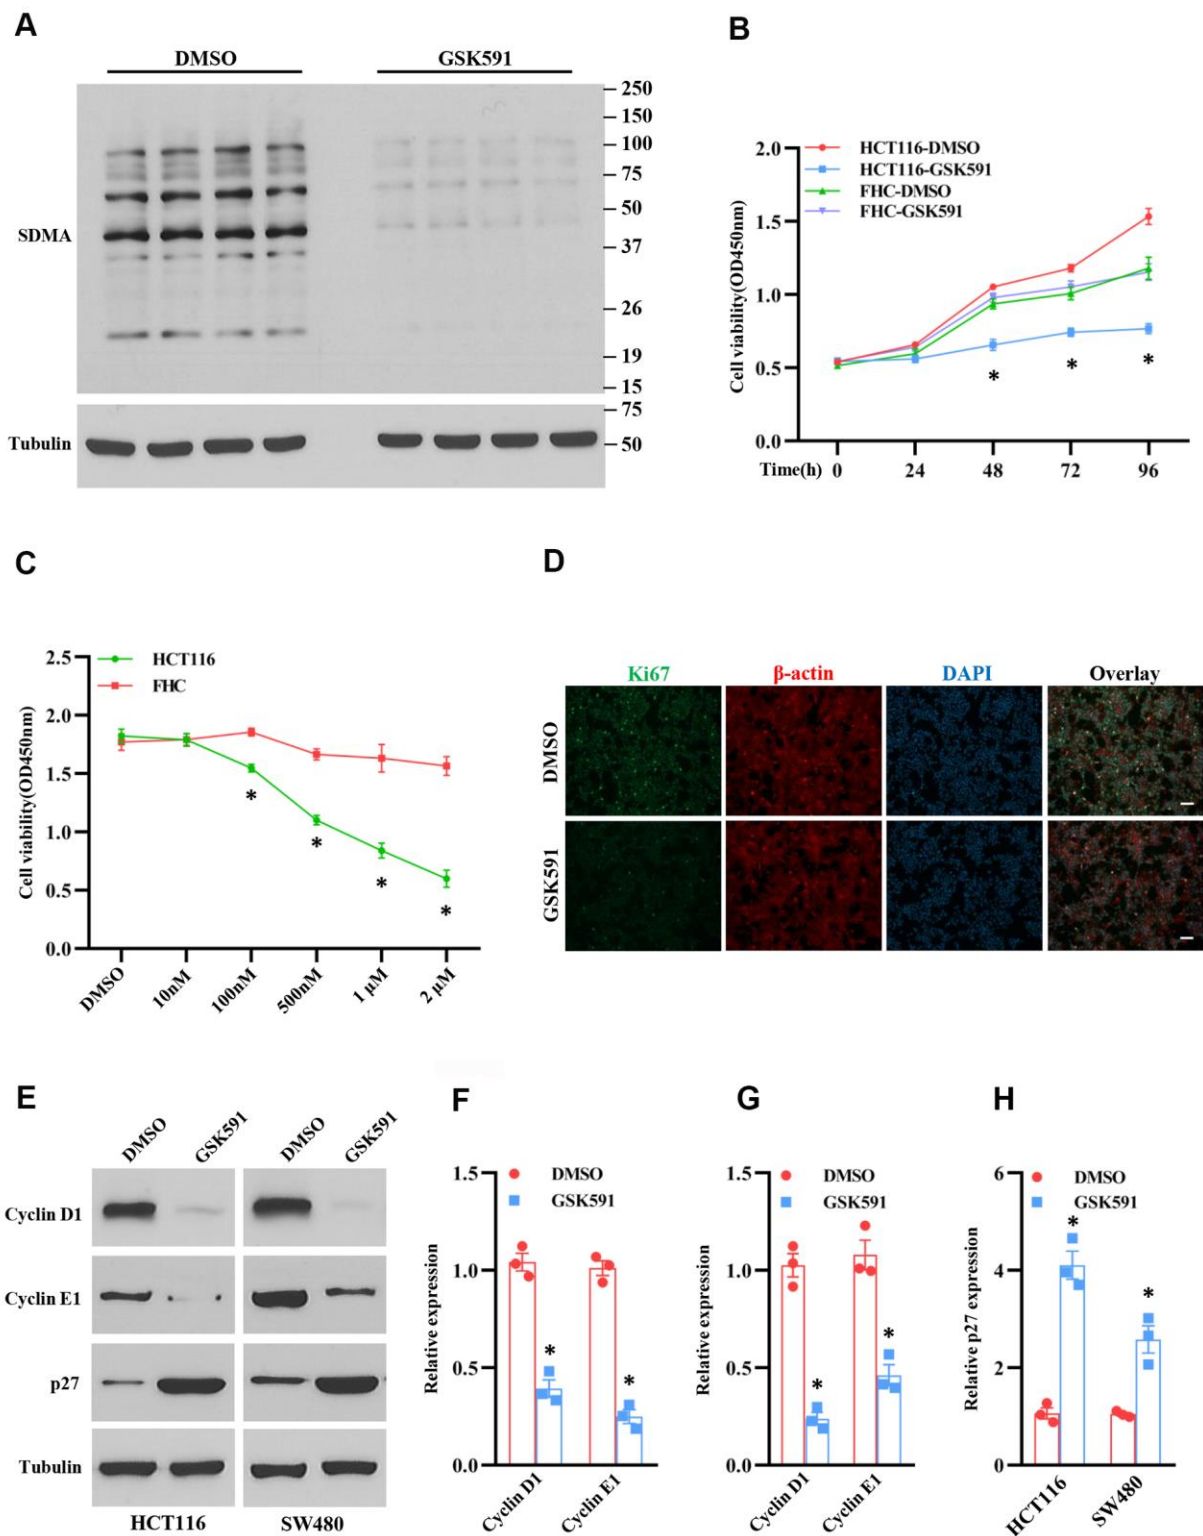 A
DMSO
GSK591
SDMA
250
150
100
75
50
37
26
19
15
Tubulin
75
50
B
HCT116-DMSO
HCT116-GSK591
FHC-DMSO
FHC-GSK591
Cell viability(OD450nm)
2.0
1.5
1.0
0.5
0.0
*
*
*
Time(h)
0
24
48
72
96
C
HCT116
FHC
Cell viability(OD450nm)
2.5
2.0
1.5
1.0
0.5
0.0
*
*
*
*
DMSO
10nM
100nM
500nM
1 μM
2 μM
D
Ki67
β-actin
DAPI
Overlay
DMSO
GSK591
E
DMSO
GSK591
DMSO
GSK591
Cyclin D1
Cyclin E1
p27
Tubulin
HCT116
SW480
F
DMSO
GSK591
Relative expression
1.5
1.0
0.5
0.0
*
*
Cyclin D1
Cyclin E1
G
DMSO
GSK591
Relative expression
1.5
1.0
0.5
0.0
*
*
Cyclin D1
Cyclin E1
H
DMSO
GSK591
Relative p27 expression
6
4
2
0
*
*
HCT116
SW480